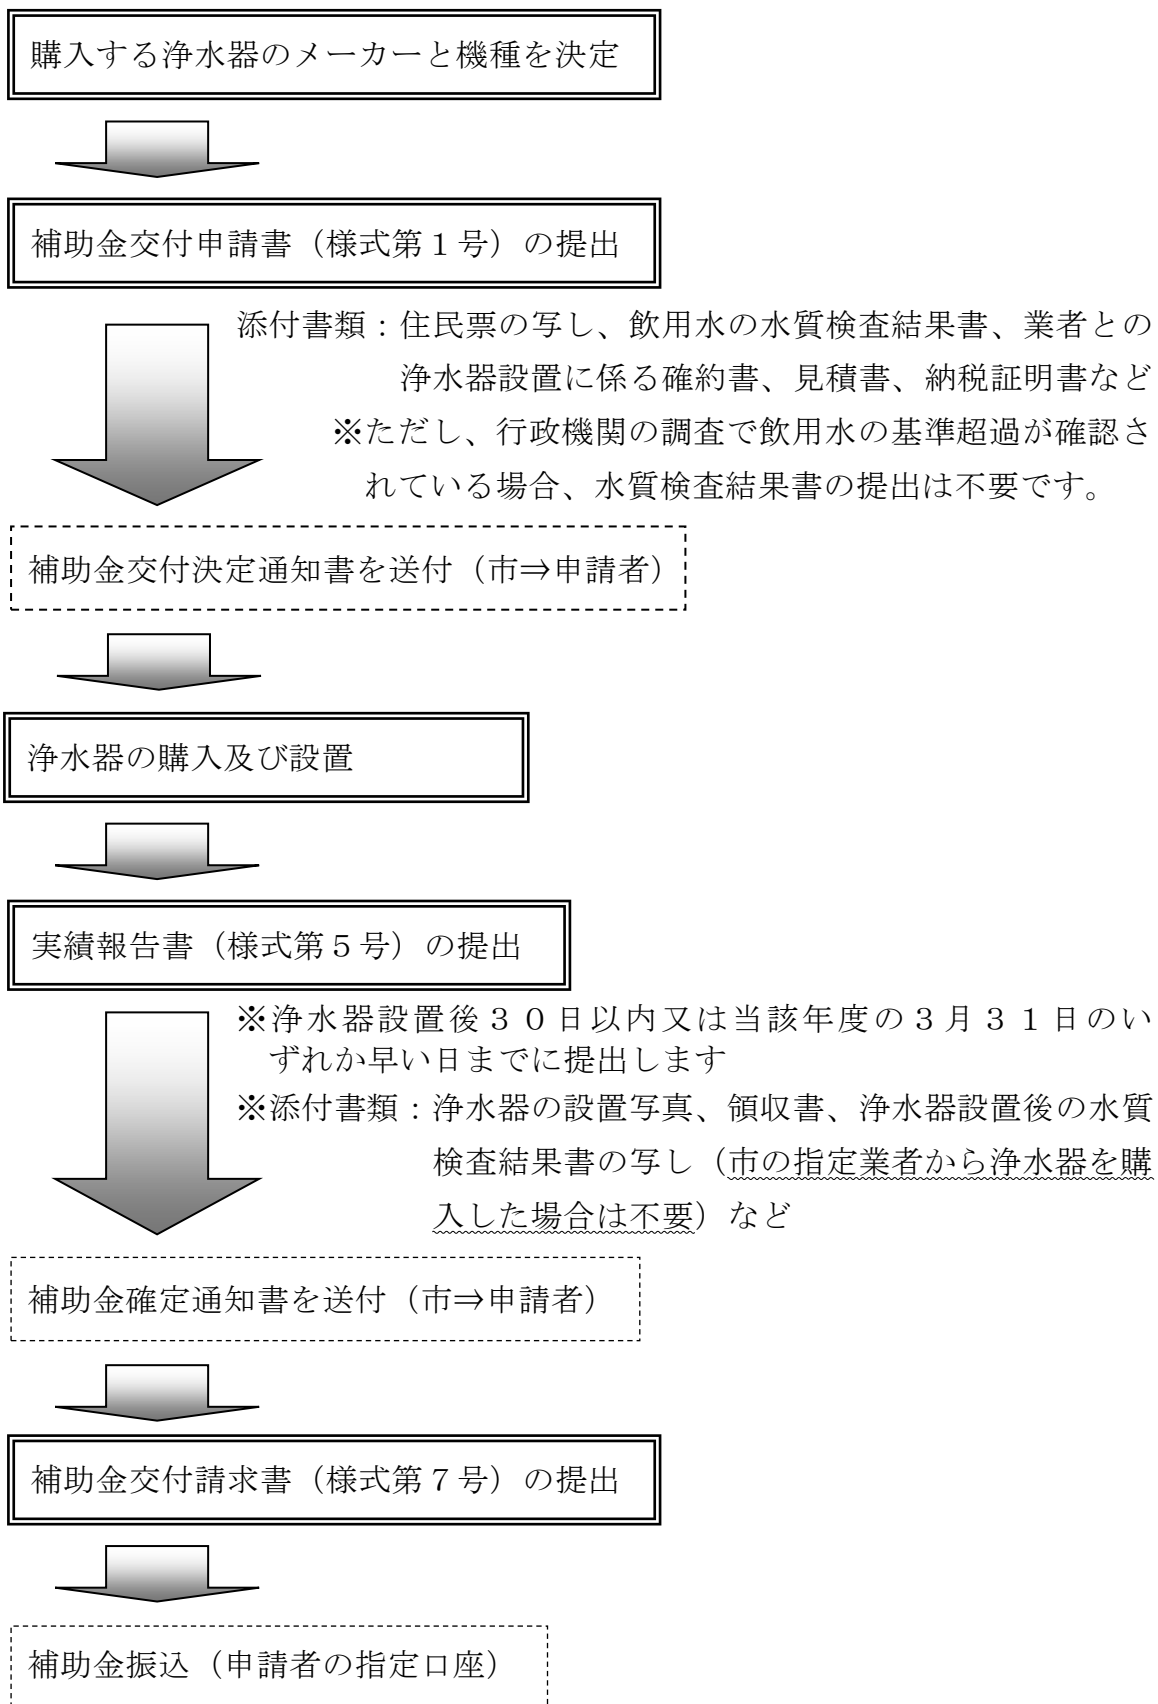 購入する浄水器のメーカーと機種を決定
補助金交付申請書（様式第１号）の提出
添付書類：住民票の写し、飲用水の水質検査結果書、業者との
浄水器設置に係る確約書、見積書、納税証明書など
※ただし、行政機関の調査で飲用水の基準超過が確認さ
れている場合、水質検査結果書の提出は不要です。
補助金交付決定通知書を送付（市⇒申請者）
浄水器の購入及び設置
実績報告書（様式第５号）の提出
※浄水器設置後３０日以内又は当該年度の３月３１日のい
ずれか早い日までに提出します
※添付書類：浄水器の設置写真、領収書、浄水器設置後の水質
検査結果書の写し（市の指定業者から浄水器を購
入した場合は不要）など
補助金確定通知書を送付（市⇒申請者）
補助金交付請求書（様式第７号）の提出
補助金振込（申請者の指定口座）